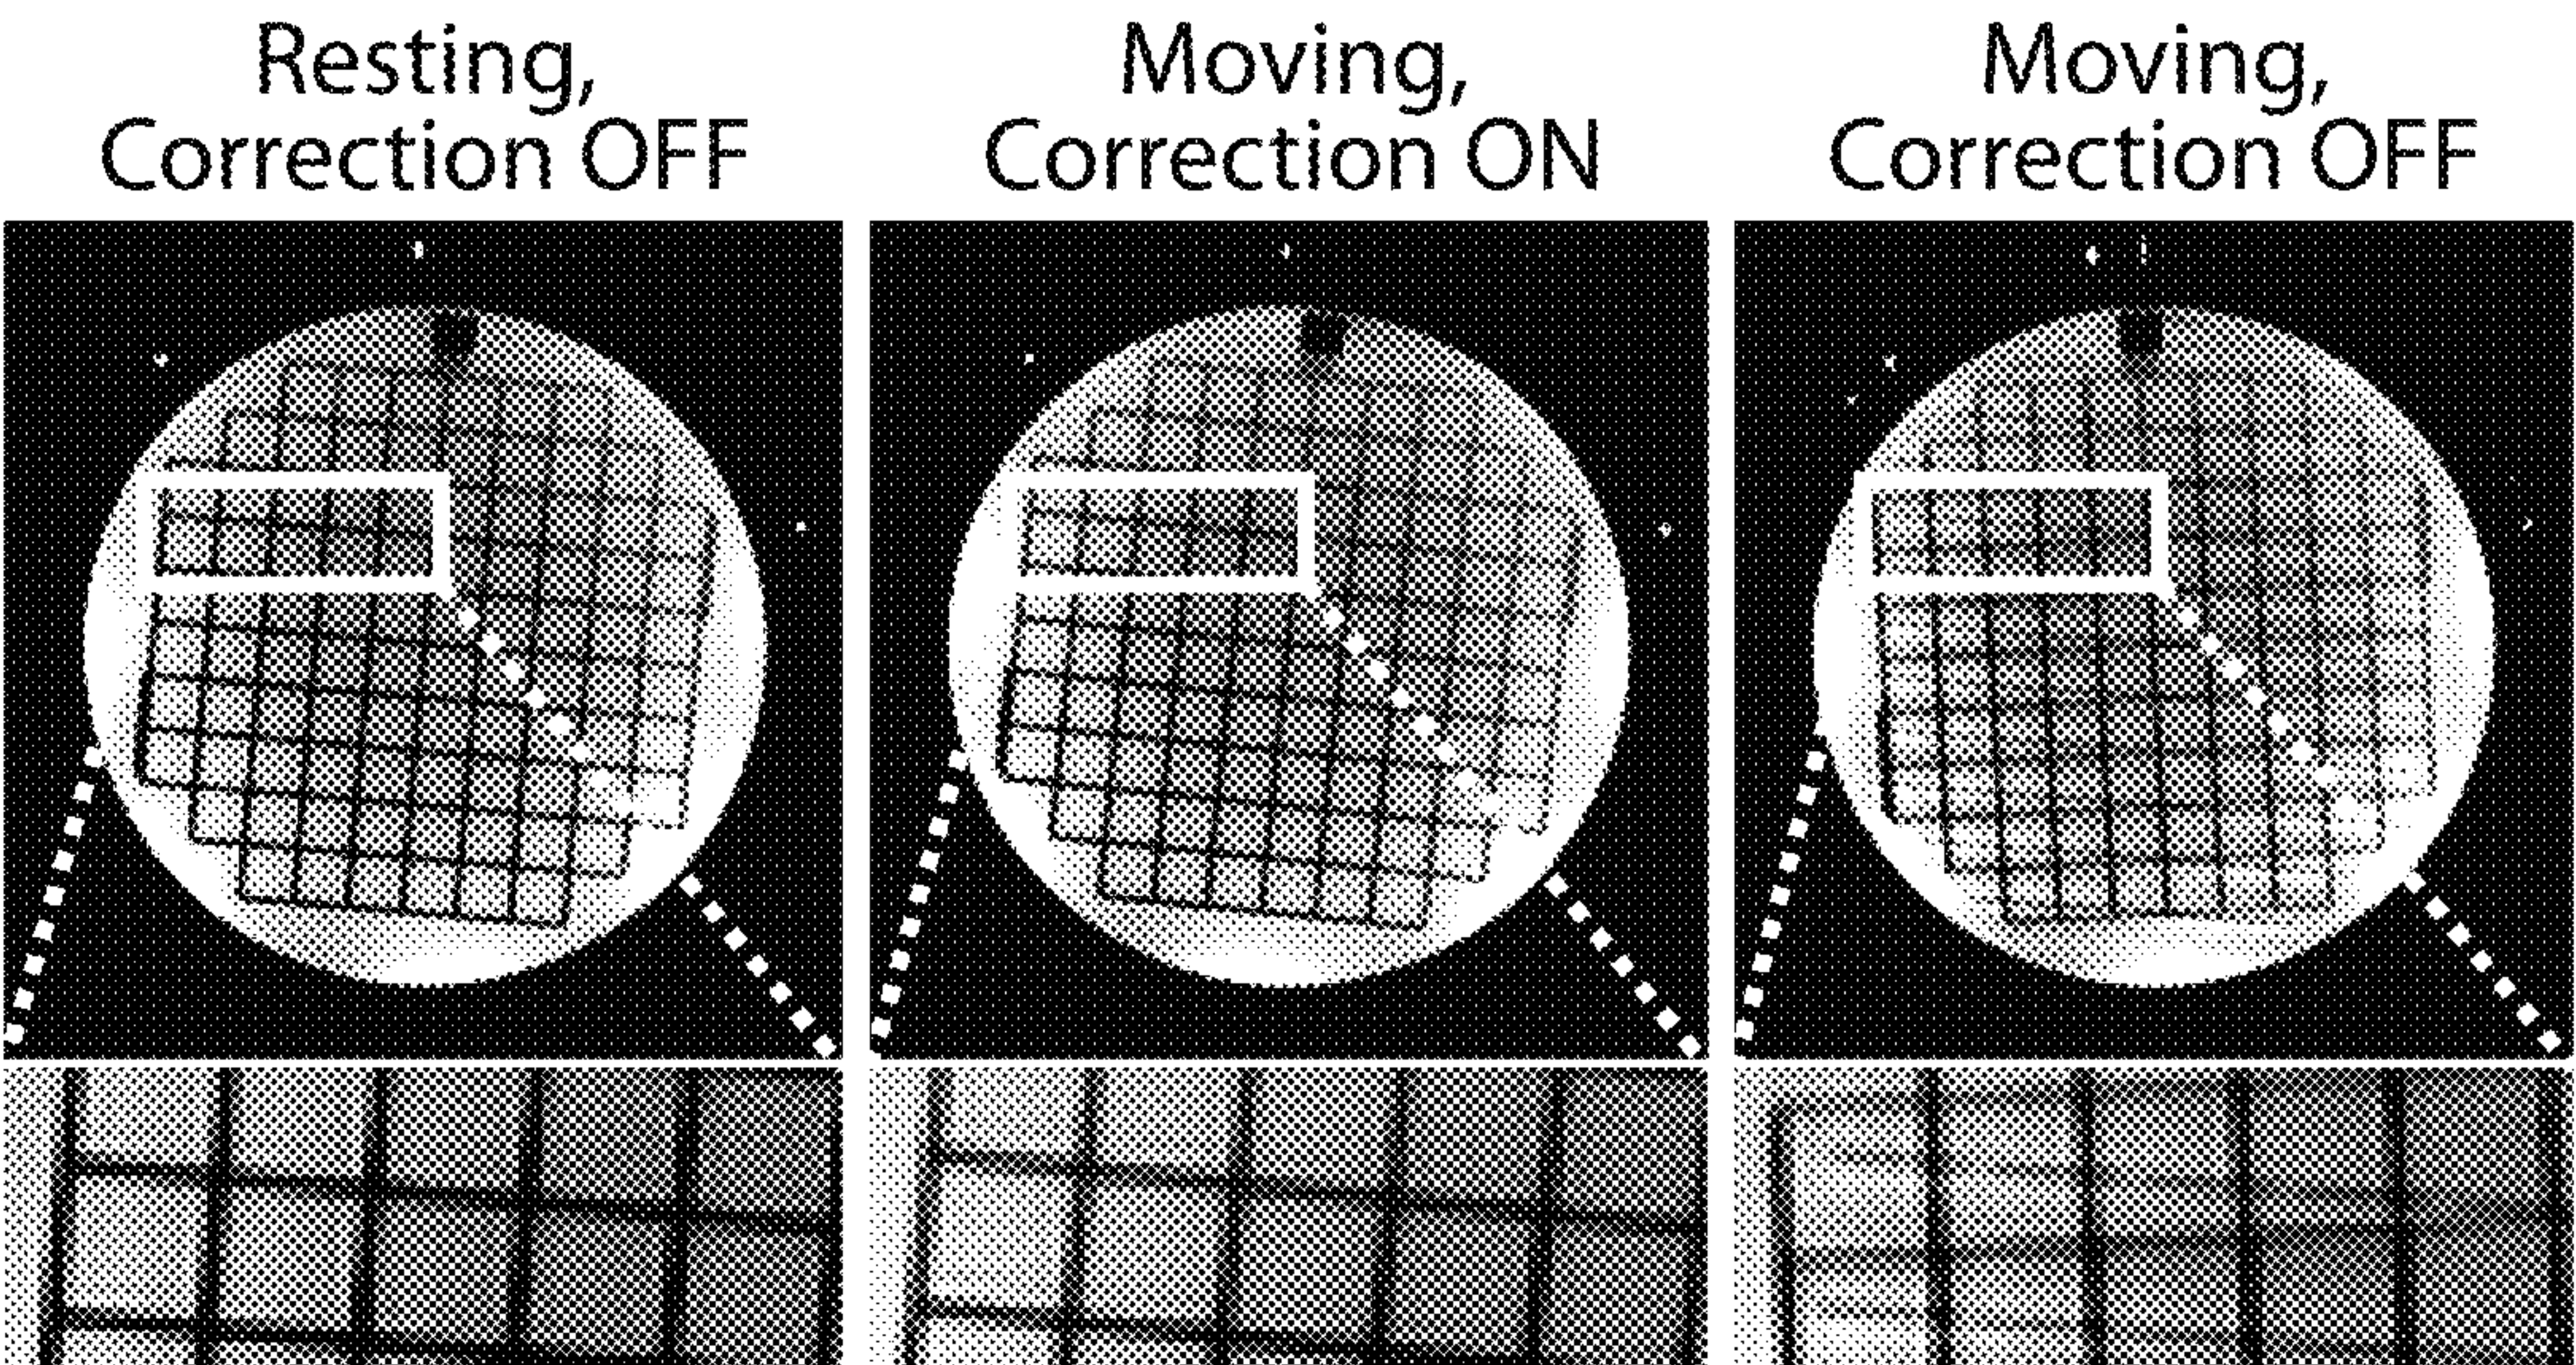 Resting,
Correction OFF
Moving,
Correction ON
Moving,
Correction OFF